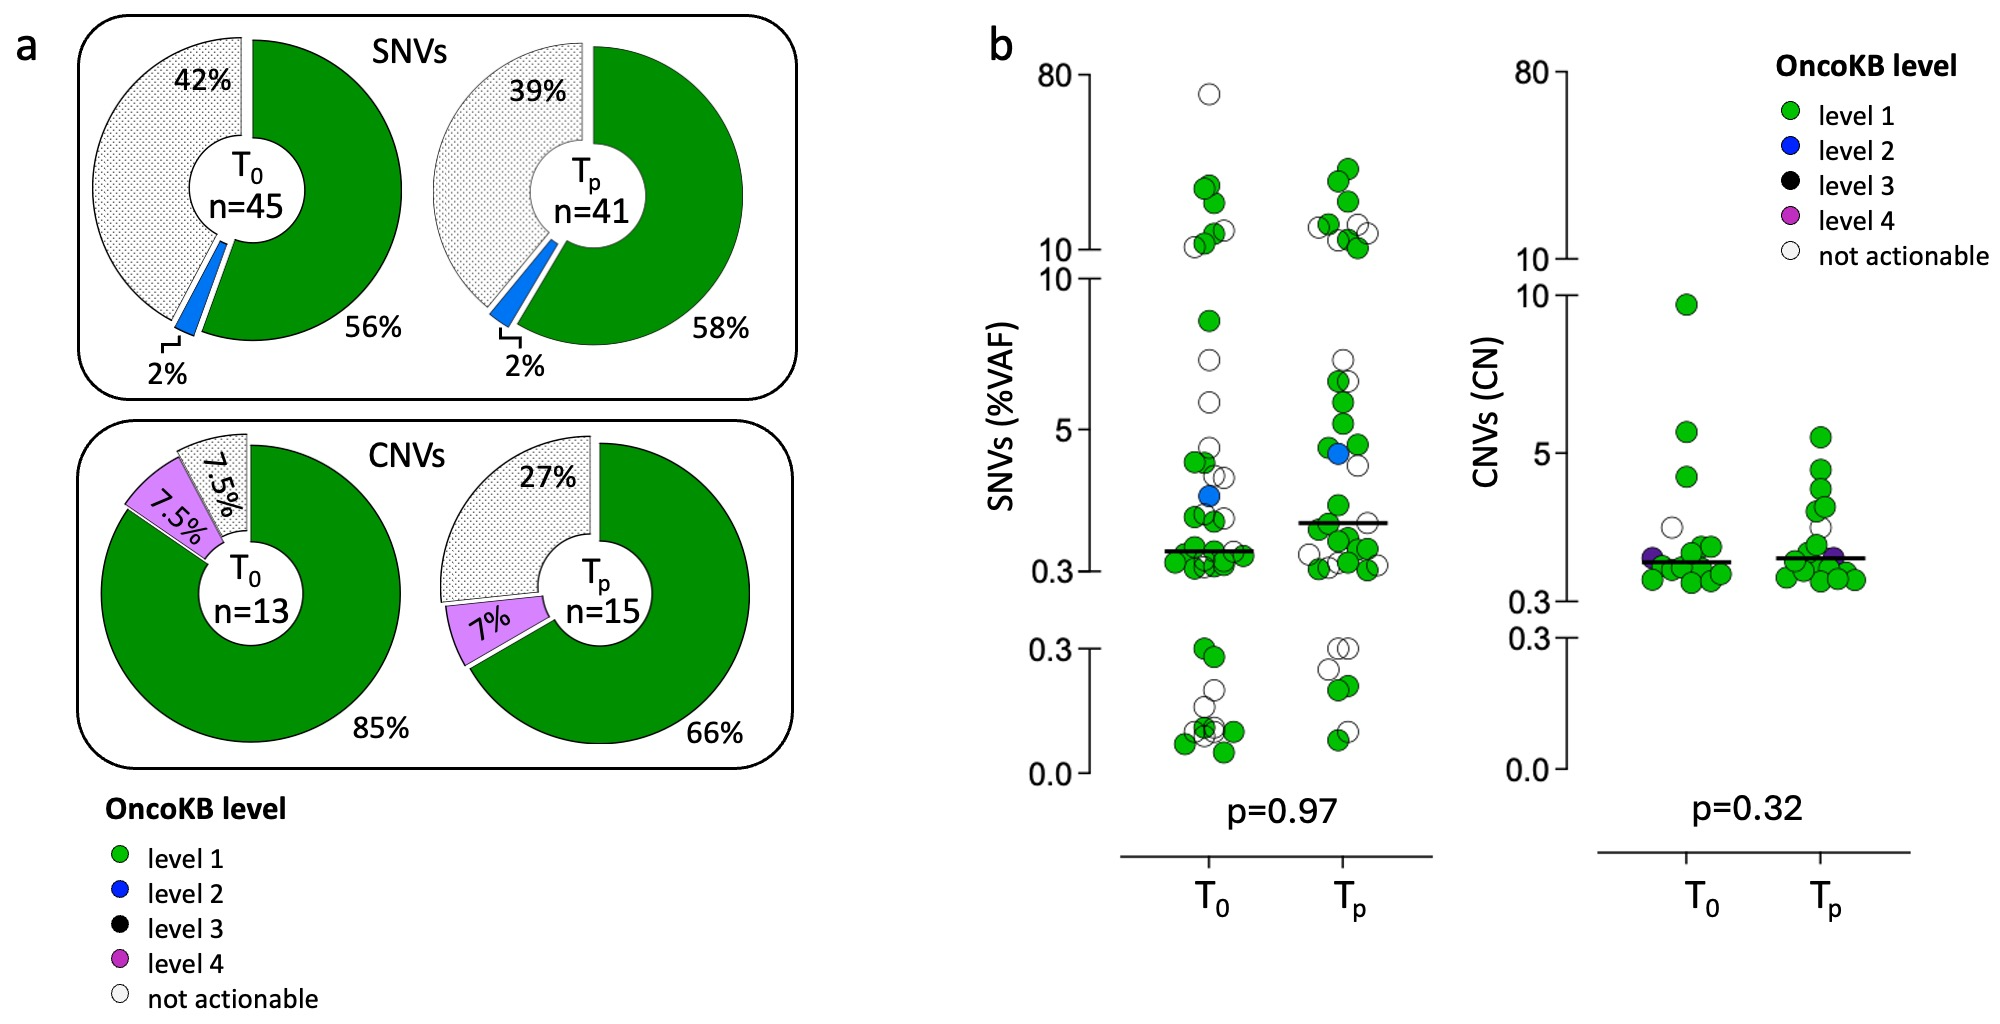 a
SNVs
42%
T0
n=45
56%
2%
39%
Tp
n=41
58%
2%
CNVs
7.5%
7.5%
T0
n=13
85%
27%
7%
Tp
n=15
66%
OncoKB level
level 1
level 2
level 3
level 4
not actionable
b
SNVs (%VAF)
80
10
10
5
0.3
0.3
0.0
p=0.97
T0
Tp
CNVs (CN)
80
10
10
5
0.3
0.3
0.0
p=0.32
T0
Tp
OncoKB level
level 1
level 2
level 3
level 4
not actionable